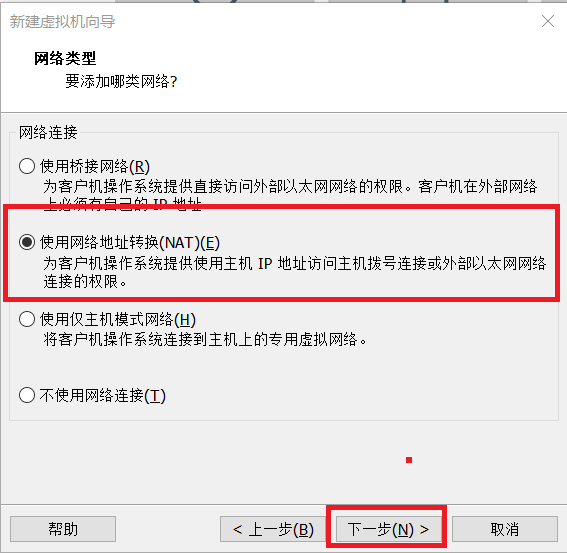 新建虚拟机向导
网络类型
要添加哪类网络?
网络连接
使用桥接网络(R)
为客户机操作系统提供直接访问外部以太网网络的权限。客户机在外部网络
上必须有自己的 IP 地址
使用网络地址转换(NAT)(E)
为客户机操作系统提供使用主机 IP 地址访问主机拨号连接或外部以太网网络
连接的权限。
使用仅主机模式网络(H)
将客户机操作系统连接到主机上的专用虚拟网络。
不使用网络连接(T)
帮助
< 上一步(B)
下一步(N) >
取消